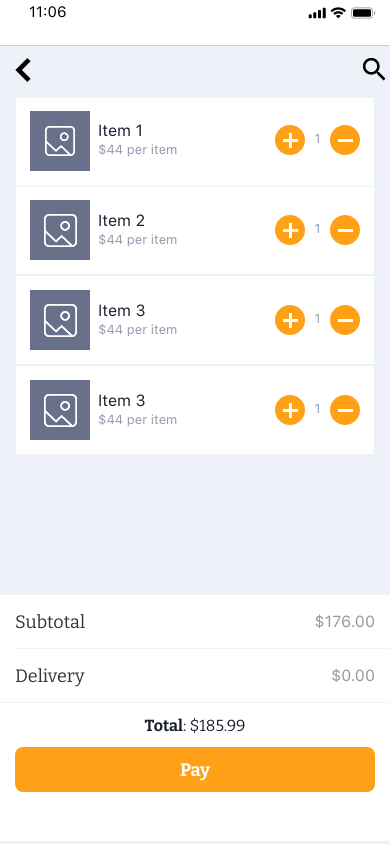 11:06
Item 1
$44 per item
1
Item 2
$44 per item
1
Item 3
$44 per item
1
Item 3
$44 per item
1
Subtotal
$176.00
Delivery
$0.00
Total: $185.99
Pay